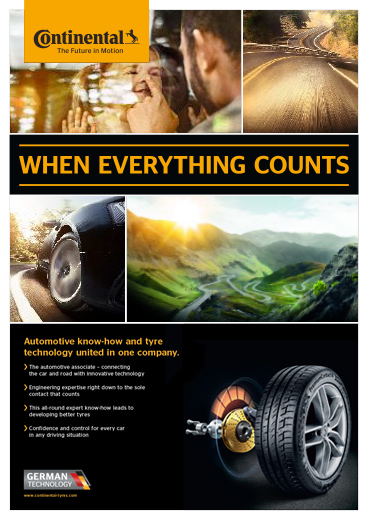 Continental
The Future in Motion
WHEN EVERYTHING COUNTS
Automotive know-how and tyre
technology united in one company.
The automotive associate – connecting
the car and road with innovative technology
Engineering expertise right down to the sole
contact that counts
This all-round expert know-how leads to
developing better tyres
Confidence and control for every car
in any driving situation
GERMAN
TECHNOLOGY
www.continental-tyres.com